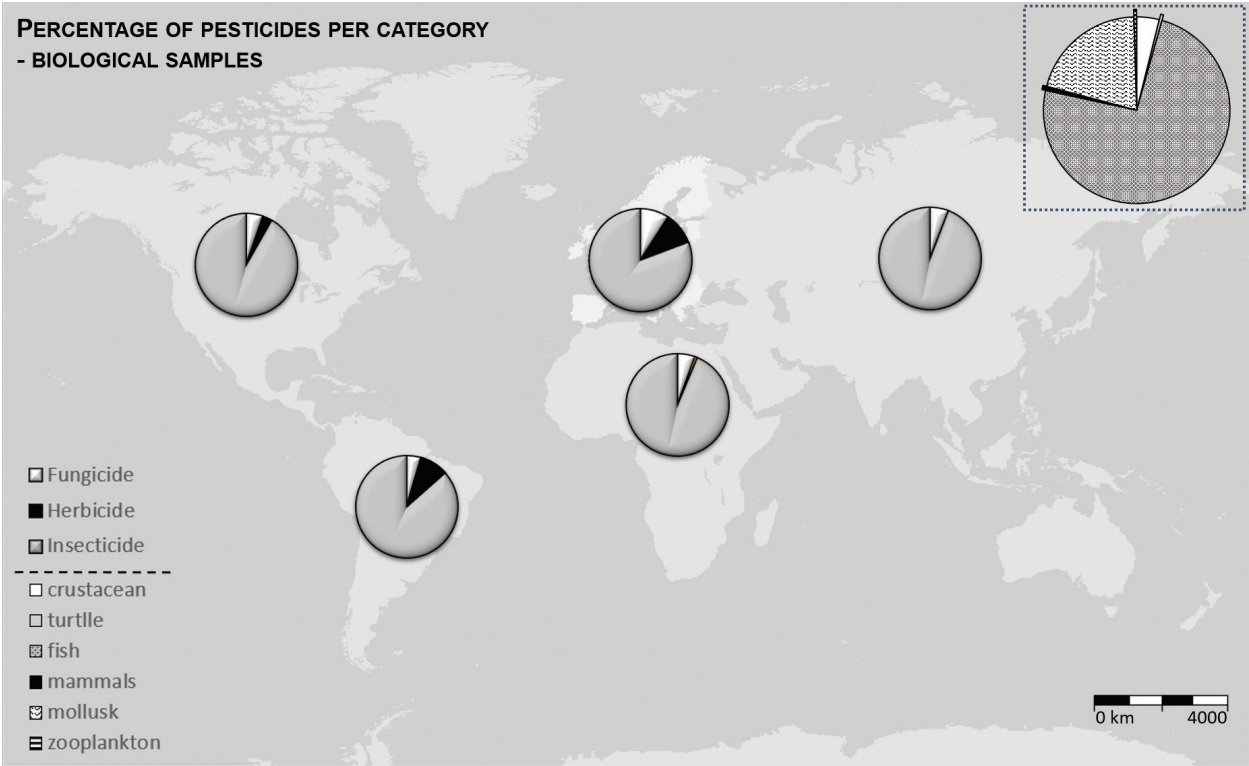 PERCENTAGE OF PESTICIDES PER CATEGORY
- BIOLOGICAL SAMPLES
Fungicide
Herbicide
Insecticide
crustacean
turtlle
fish
mammals
mollusk
zooplankton
0 km 4000